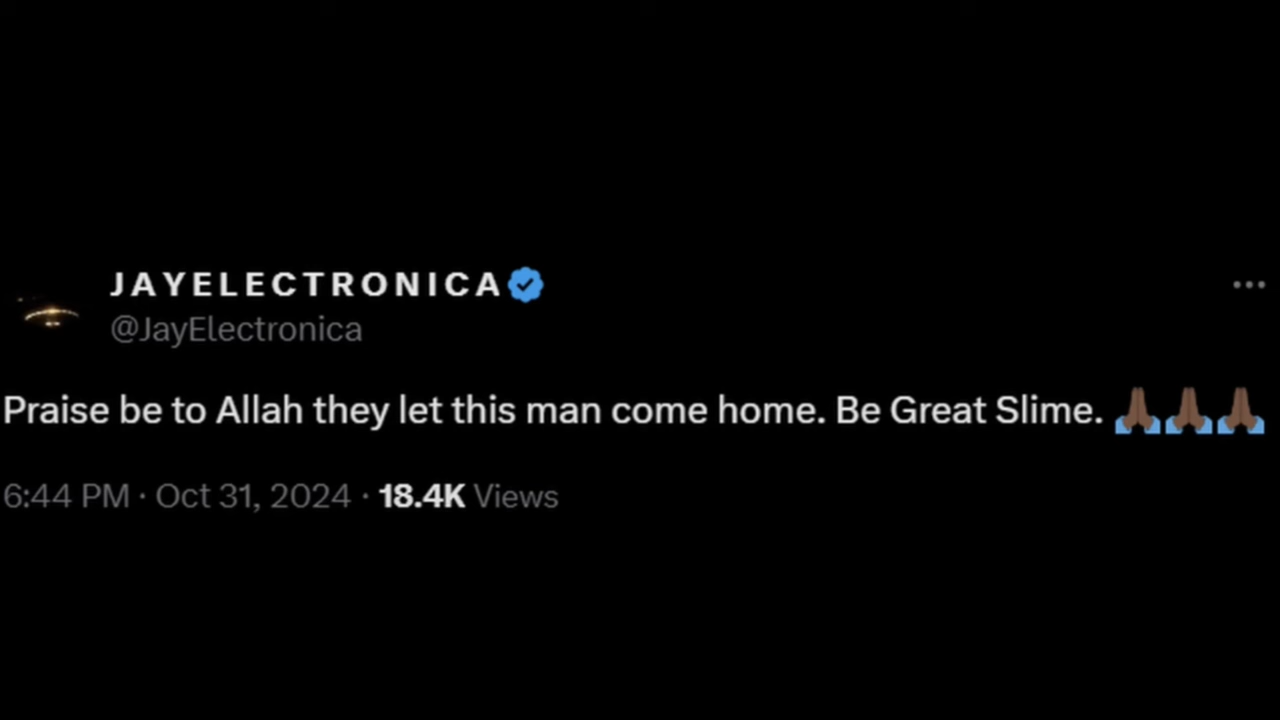 JAYELECTRONICA
@JayElectronica
Praise be to Allah they let this man come home. Be Great Slime. 🙏🏾🙏🏾🙏🏾
6:44 PM · Oct 31, 2024 · 18.4K Views